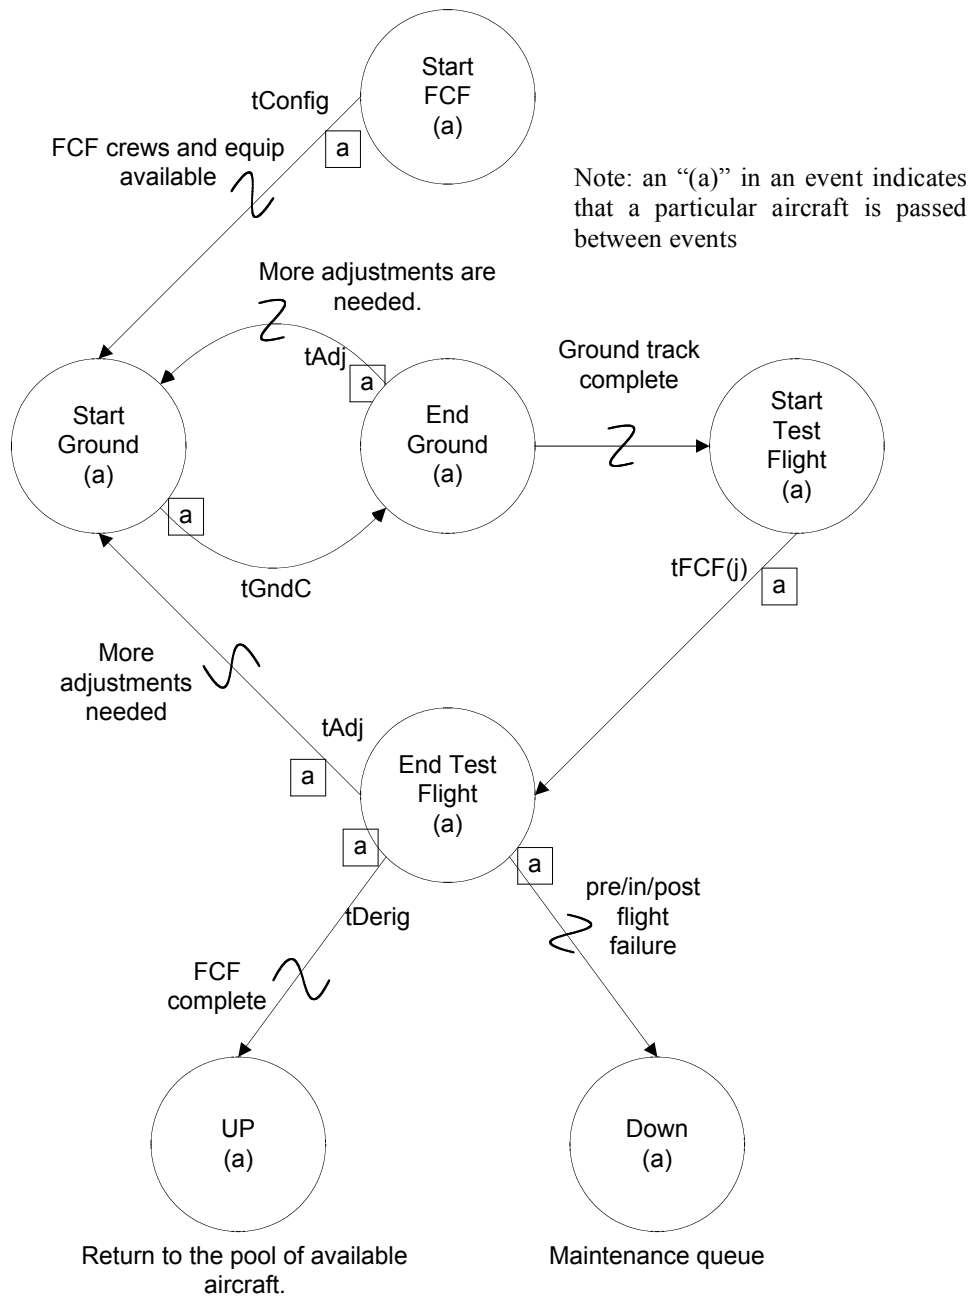 Start
FCF
(a)
tConfig
a
FCF crews and equip
available
Note: an “(a)” in an event indicates
that a particular aircraft is passed
between events
More adjustments are
needed.
tAdj
a
Ground track
complete
Start
Ground
(a)
End
Ground
(a)
Start
Test
Flight
(a)
a
tGndC
tFCF(j)
a
More
adjustments
needed
tAdj
a
End Test
Flight
(a)
a
a
tDerig
pre/in/post
flight
failure
FCF
complete
UP
(a)
Down
(a)
Return to the pool of available
aircraft.
Maintenance queue